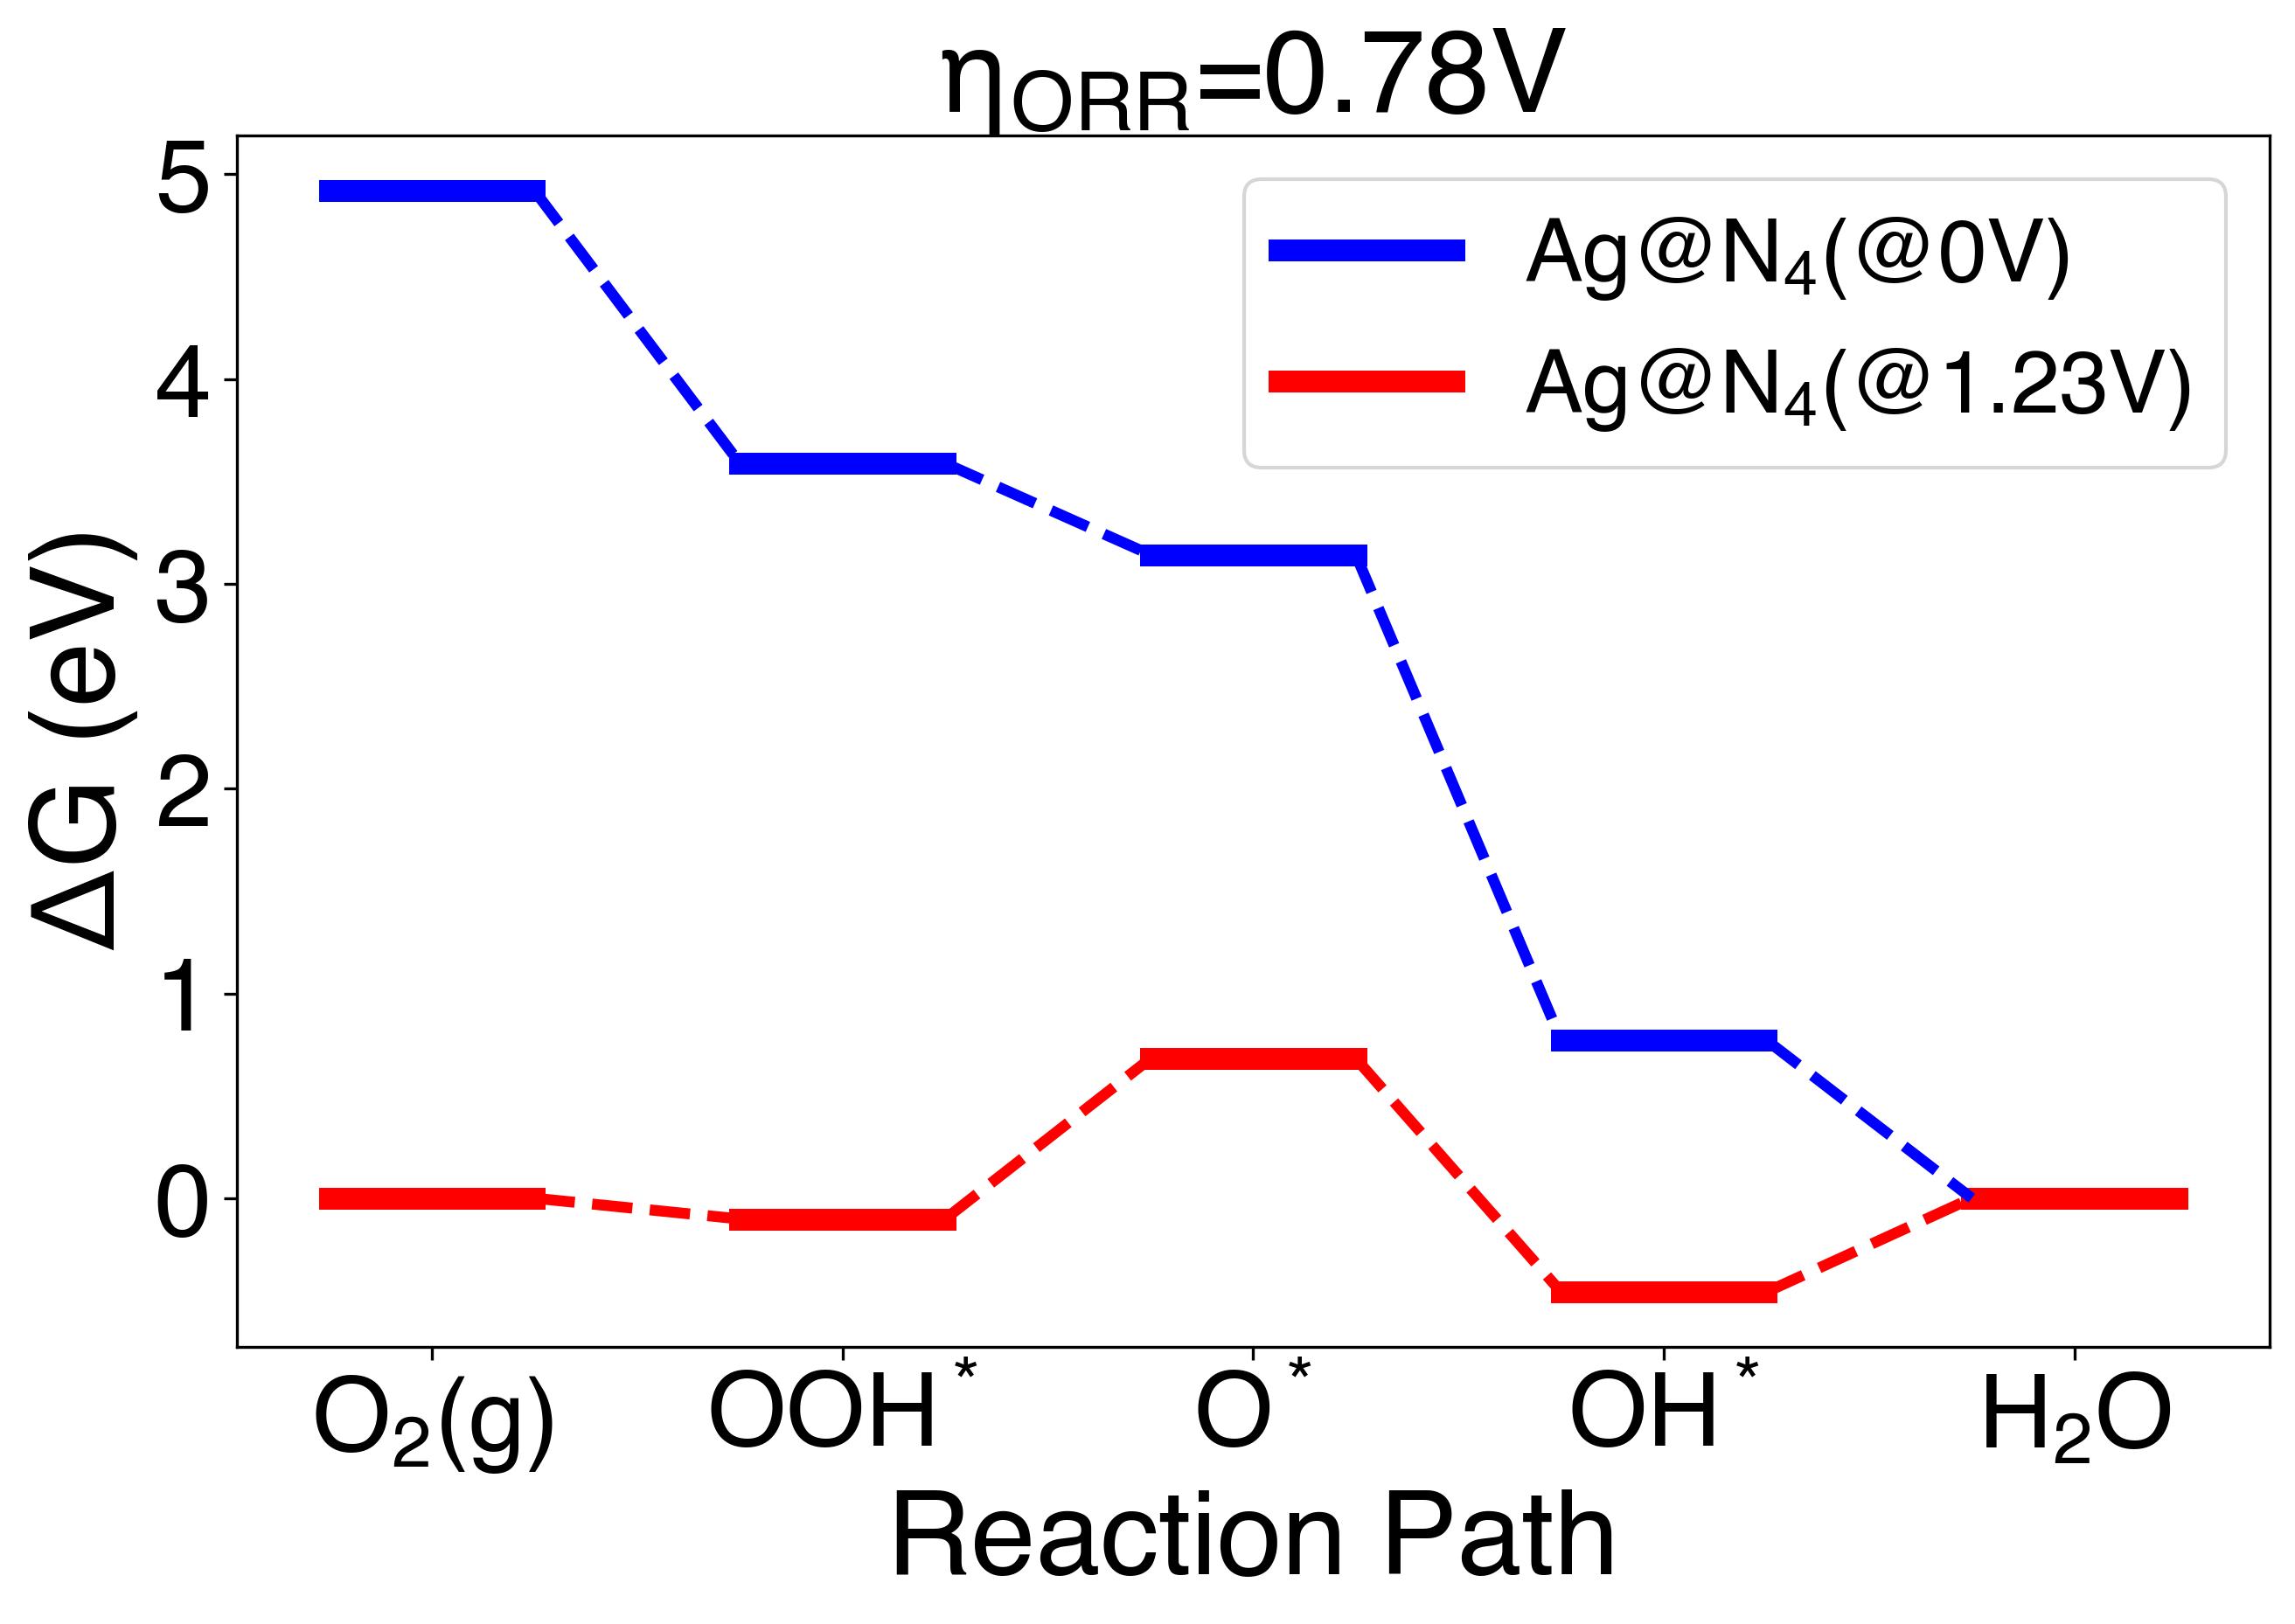 η_ORR=0.78V
Ag@N₄(@0V)
Ag@N₄(@1.23V)
ΔG (eV)
5
4
3
2
1
0
O₂(g) OOH* O* OH* H₂O
Reaction Path